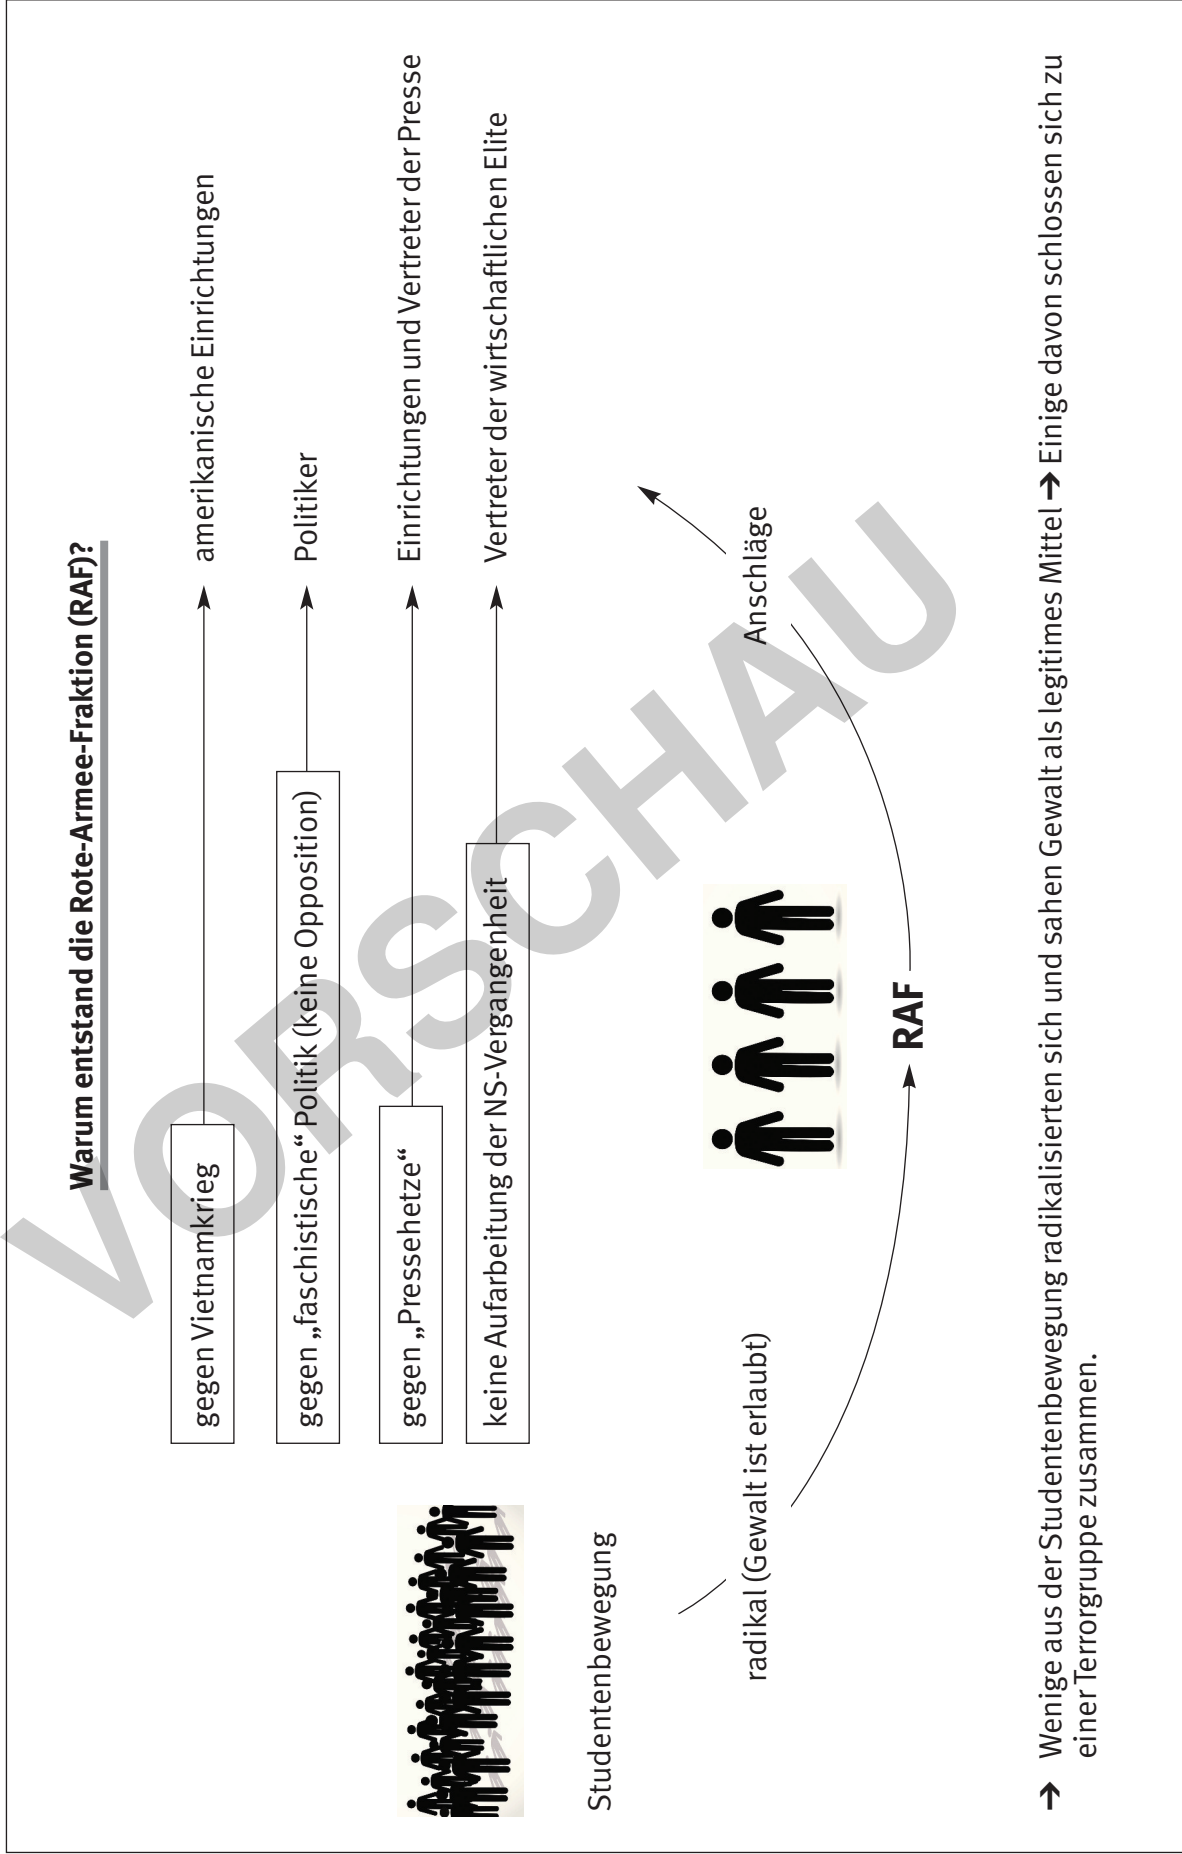 Warum entstand die Rote-Armee-Fraktion (RAF)?
gegen Vietnamkrieg
amerikanische Einrichtungen
gegen „faschistische“ Politik (keine Opposition)
Politiker
gegen „Pressehetze“
Einrichtungen und Vertreter der Presse
keine Aufarbeitung der NS-Vergangenheit
Vertreter der wirtschaftlichen Elite
Studentenbewegung
radikal (Gewalt ist erlaubt)
Anschläge
RAF
→ Wenige aus der Studentenbewegung radikalisierten sich und sahen Gewalt als legitimes Mittel → Einige davon schlossen sich zu
einer Terrorgruppe zusammen.
VORSCHAU